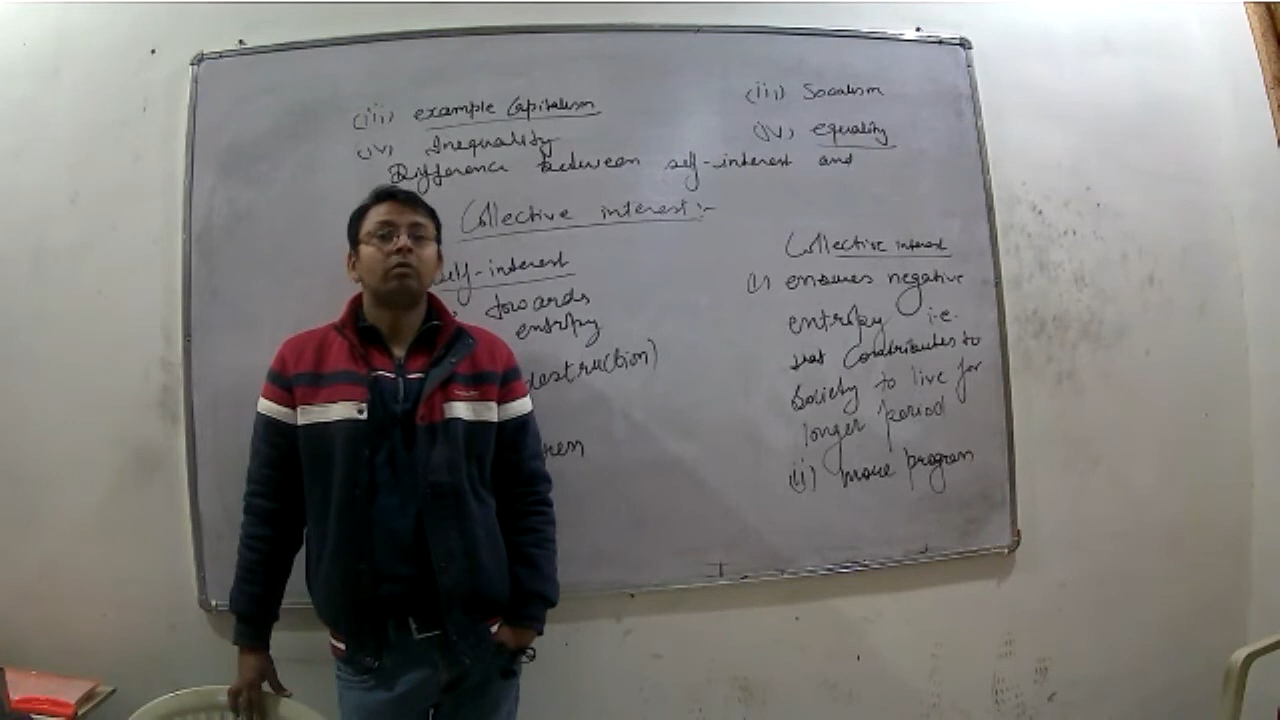 (iii) example Capitalism
(iii) Socialism
(iv) Inequality
(iv) equality
Difference between self-interest and
Collective interest :-
self-interest
Collective interest
towards
(i) ensures negative
entropy
entropy i.e.
destruction)
that contributes to
society to live for
longer period
(ii) more progress